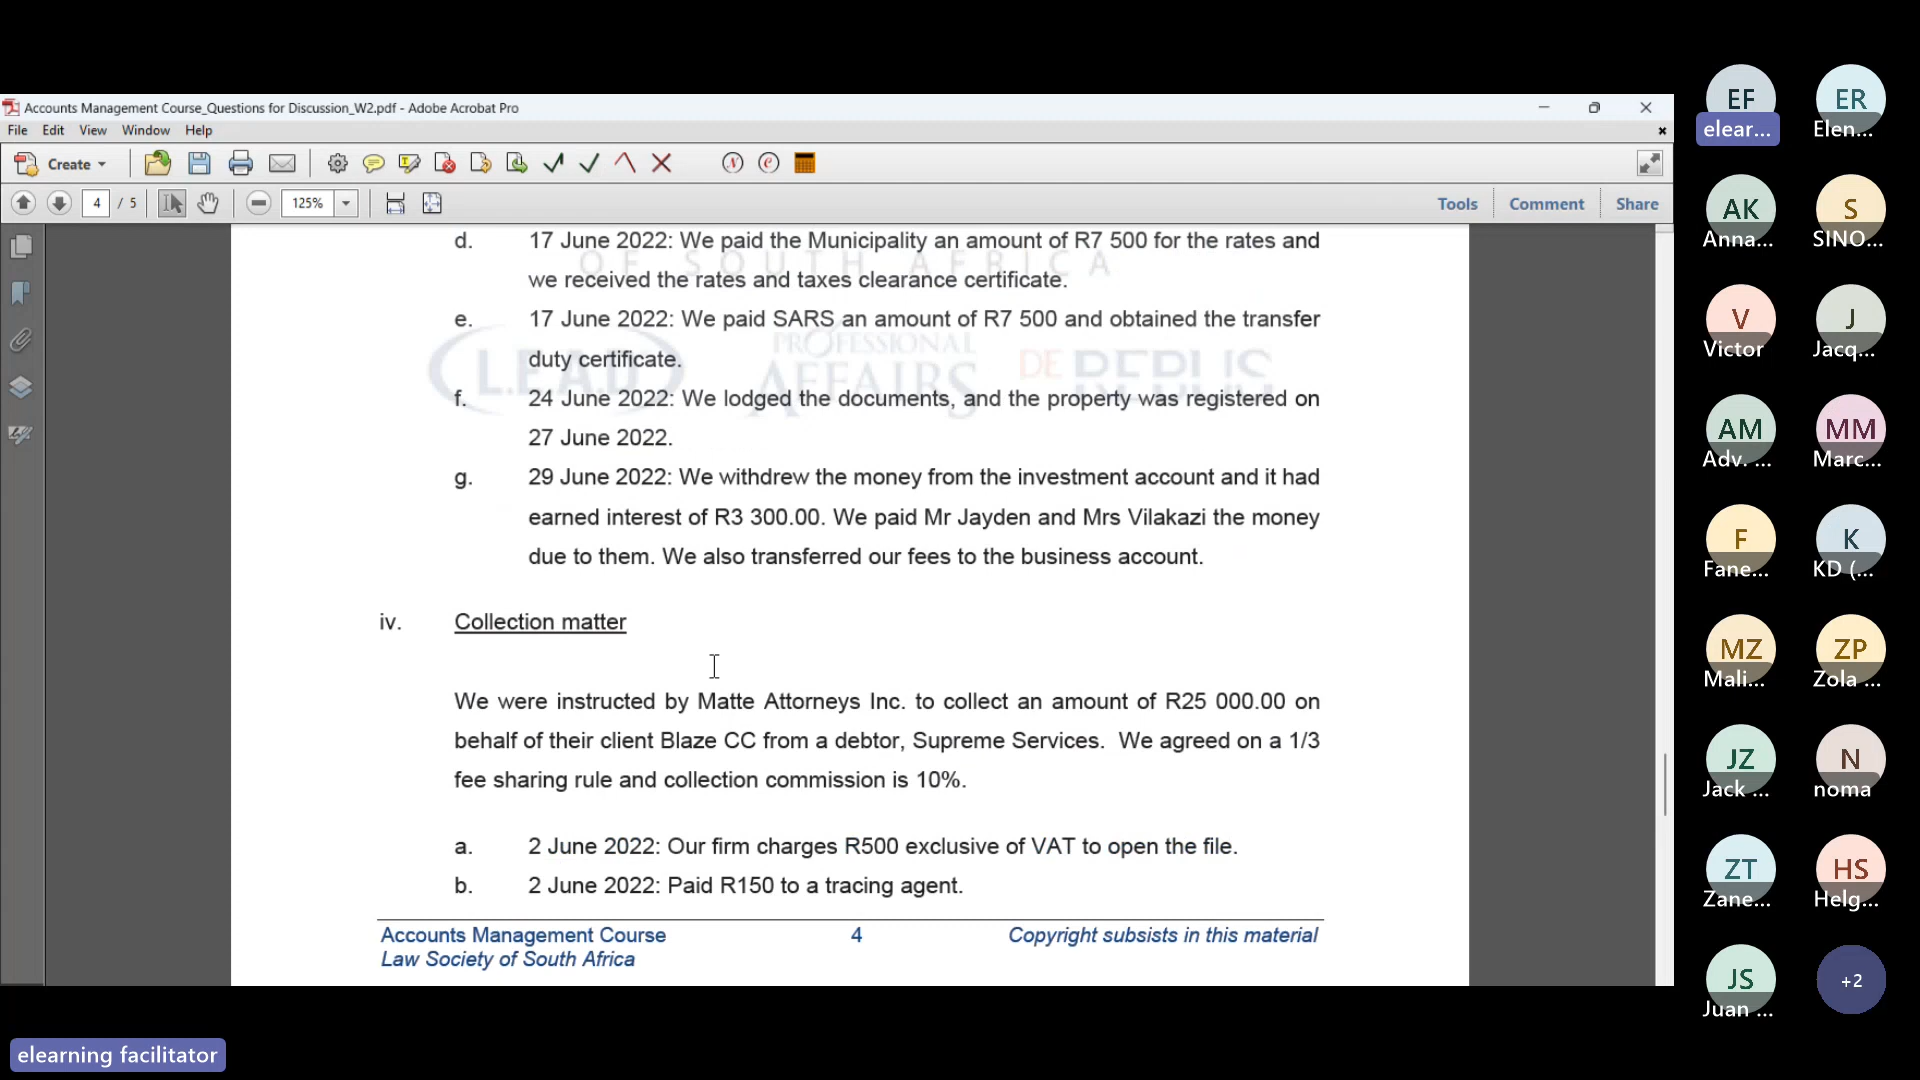 Accounts Management Course_Questions for Discussion_W2.pdf - Adobe Acrobat Pro
File Edit View Window Help
Create
4 / 5 125% Tools Comment Share
OF SOUTH AFRICA
L.E.A.D
PROFESSIONAL
AFFAIRS
DE REBUS
d. 17 June 2022: We paid the Municipality an amount of R7 500 for the rates and
we received the rates and taxes clearance certificate.
e. 17 June 2022: We paid SARS an amount of R7 500 and obtained the transfer
duty certificate.
f. 24 June 2022: We lodged the documents, and the property was registered on
27 June 2022.
g. 29 June 2022: We withdrew the money from the investment account and it had
earned interest of R3 300.00. We paid Mr Jayden and Mrs Vilakazi the money
due to them. We also transferred our fees to the business account.
iv. Collection matter
We were instructed by Matte Attorneys Inc. to collect an amount of R25 000.00 on
behalf of their client Blaze CC from a debtor, Supreme Services. We agreed on a 1/3
fee sharing rule and collection commission is 10%.
a. 2 June 2022: Our firm charges R500 exclusive of VAT to open the file.
b. 2 June 2022: Paid R150 to a tracing agent.
Accounts Management Course 4 Copyright subsists in this material
Law Society of South Africa
EF ER
elear... Elen...
AK S
Anna... SINO...
V J
Victor Jacq...
AM MM
Adv. ... Marc...
F K
Fane... KD (...
MZ ZP
Mali... Zola ...
JZ N
Jack ... noma
ZT HS
Zane... Helg...
JS +2
Juan ...
elearning facilitator